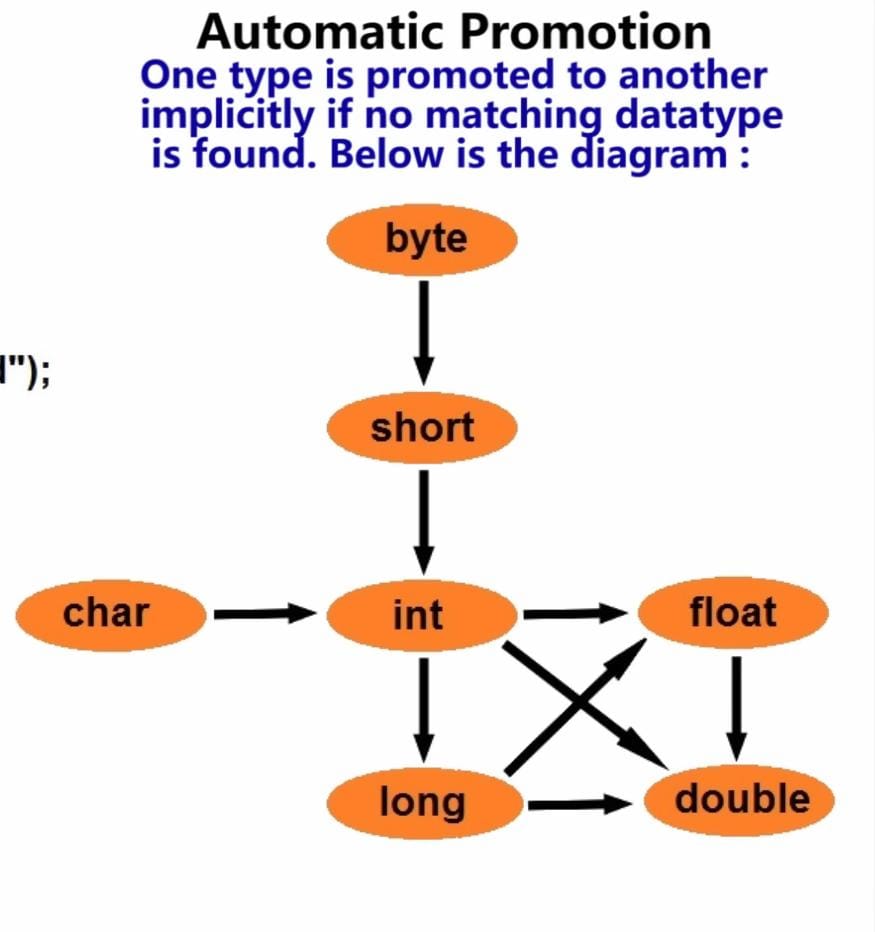 Automatic Promotion
One type is promoted to another
implicitly if no matching datatype
is found. Below is the diagram :
byte
");
short
char
int
float
long
double